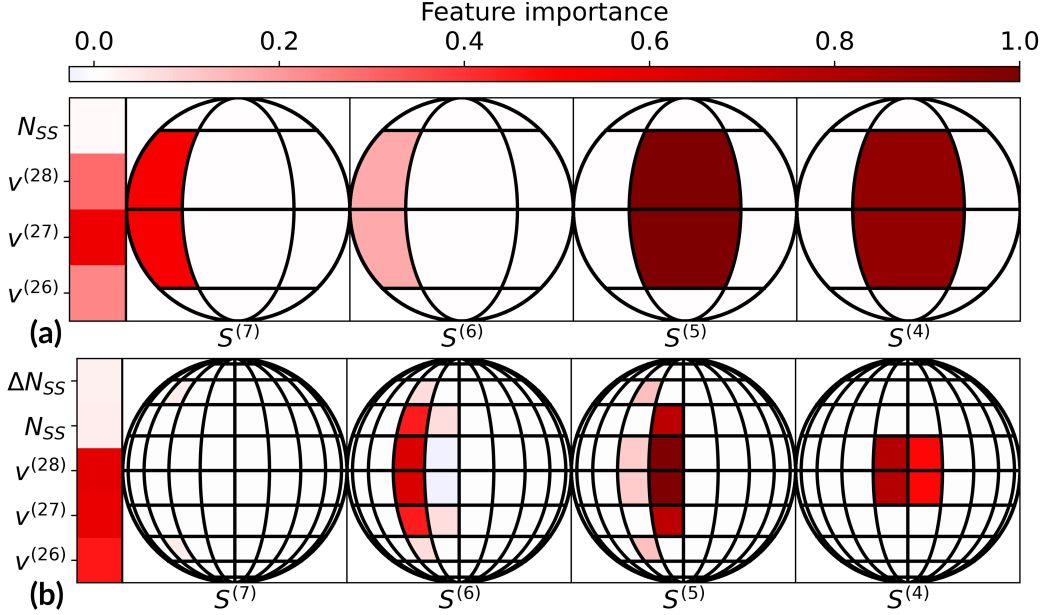 Feature importance
0.0 0.2 0.4 0.6 0.8 1.0
N_SS
v^(28)
v^(27)
v^(26)
(a)
S^(7) S^(6) S^(5) S^(4)
ΔN_SS
N_SS
v^(28)
v^(27)
v^(26)
(b)
S^(7) S^(6) S^(5) S^(4)